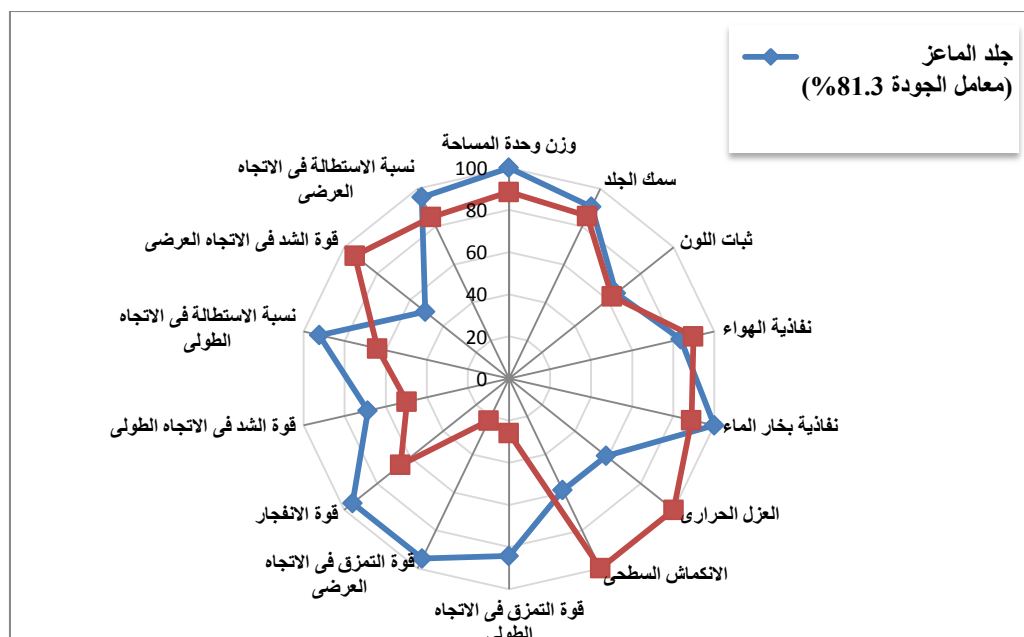 جلد الماعز
(معامل الجودة 81.3%)
وزن وحدة المساحة
سمك الجلد
ثبات اللون
نفاذية الهواء
نفاذية بخار الماء
العزل الحرارى
الانكماش السطحى
قوة التمزق فى الاتجاه
الطولى
قوة التمزق فى الاتجاه
العرضى
قوة الانفجار
قوة الشد فى الاتجاه الطولى
نسبة الاستطالة فى الاتجاه
الطولى
قوة الشد فى الاتجاه العرضى
نسبة الاستطالة فى الاتجاه
العرضى
100
80
60
40
20
0